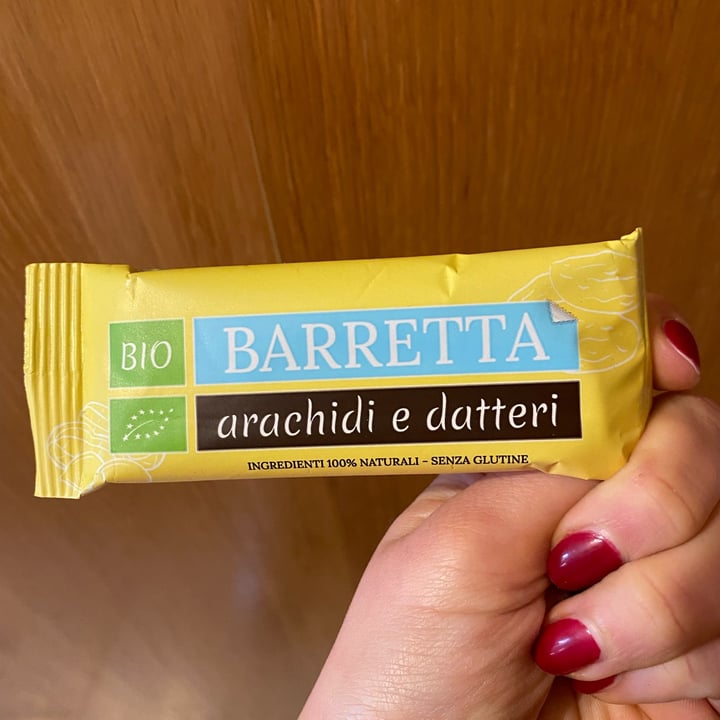 BIO
BARRETTA
arachidi e datteri
INGREDIENTI 100% NATURALI – SENZA GLUTINE